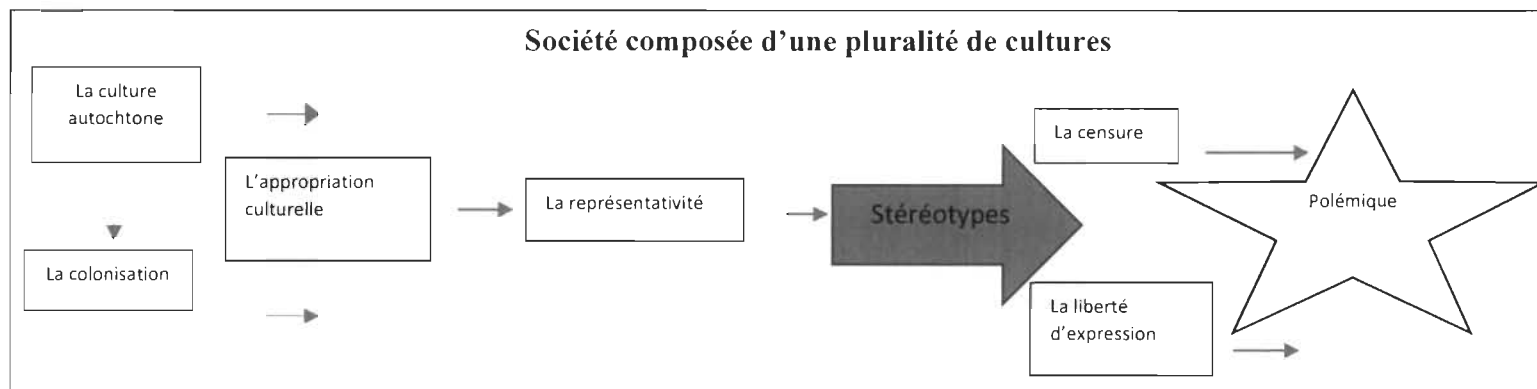 Société composée d'une pluralité de cultures
La culture
autochtone
La colonisation
L'appropriation
culturelle
La représentativité
Stéréotypes
La censure
La liberté
d'expression
Polémique